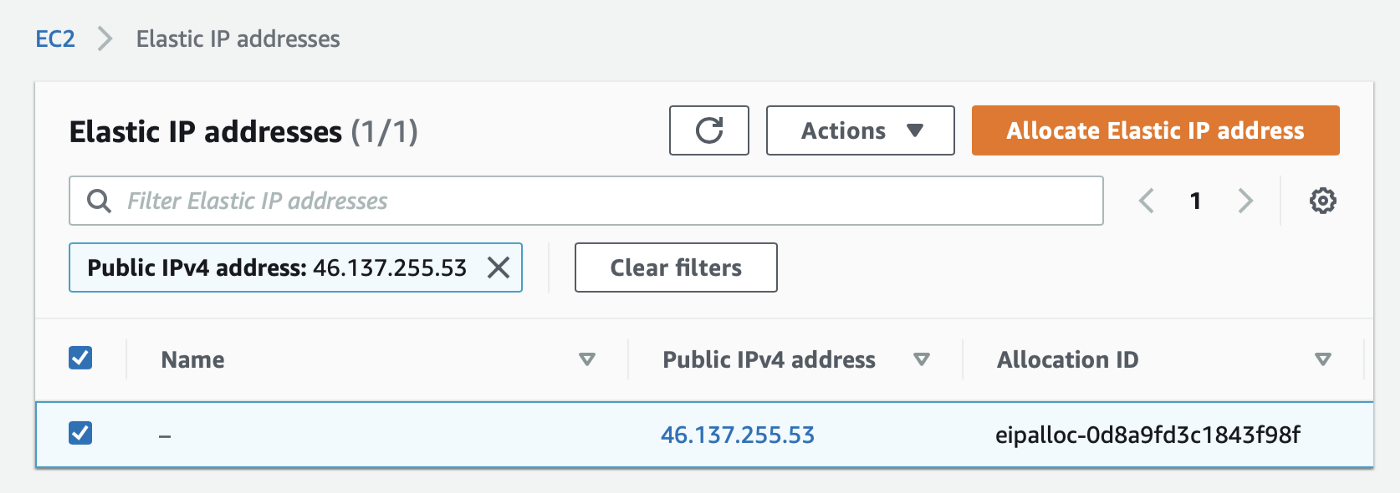 EC2 > Elastic IP addresses
Elastic IP addresses (1/1)
Actions
Allocate Elastic IP address
Filter Elastic IP addresses
1
Public IPv4 address: 46.137.255.53
Clear filters
Name
Public IPv4 address
Allocation ID
–
46.137.255.53
eipalloc-0d8a9fd3c1843f98f